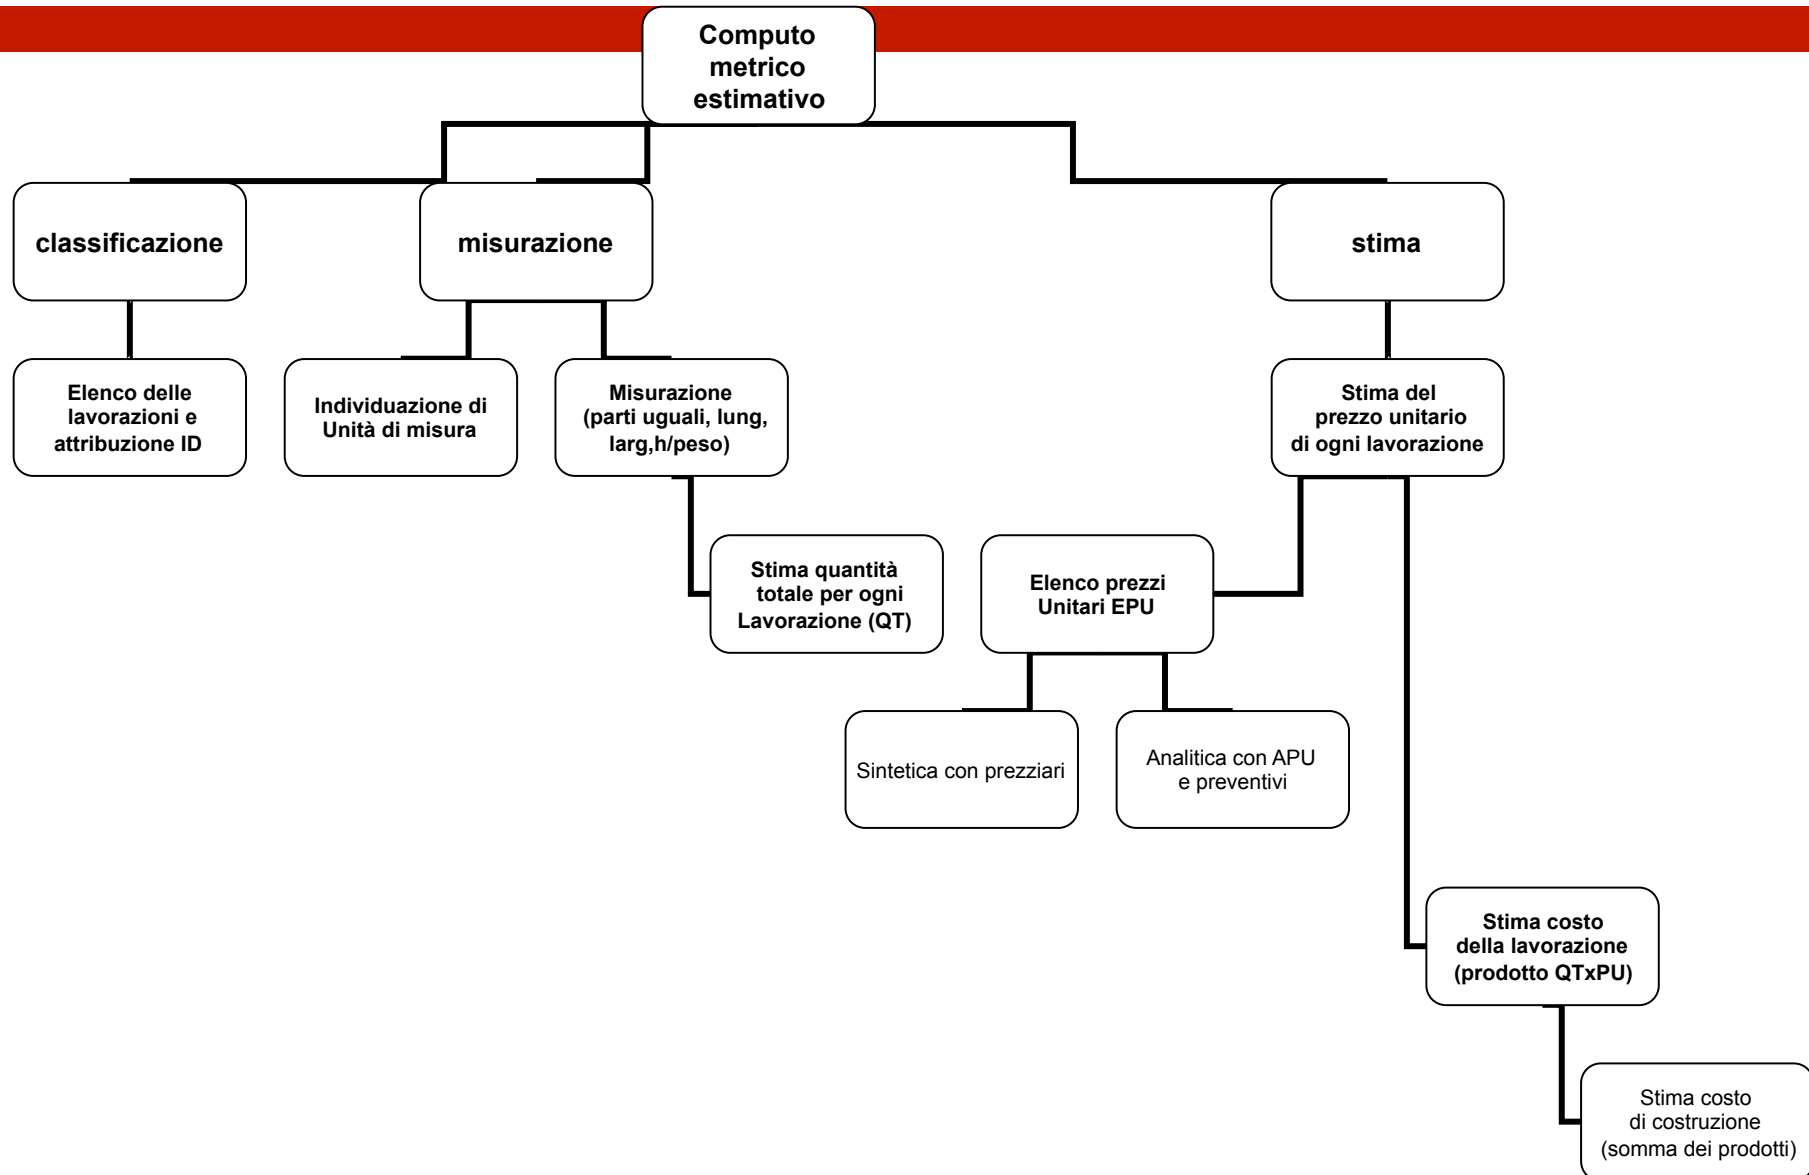 Computo
metrico
estimativo
classificazione
misurazione
stima
Elenco delle
lavorazioni e
attribuzione ID
Individuazione di
Unità di misura
Misurazione
(parti uguali, lung,
larg,h/peso)
Stima del
prezzo unitario
di ogni lavorazione
Stima quantità
totale per ogni
Lavorazione (QT)
Elenco prezzi
Unitari EPU
Sintetica con prezziari
Analitica con APU
e preventivi
Stima costo
della lavorazione
(prodotto QTxPU)
Stima costo
di costruzione
(somma dei prodotti)